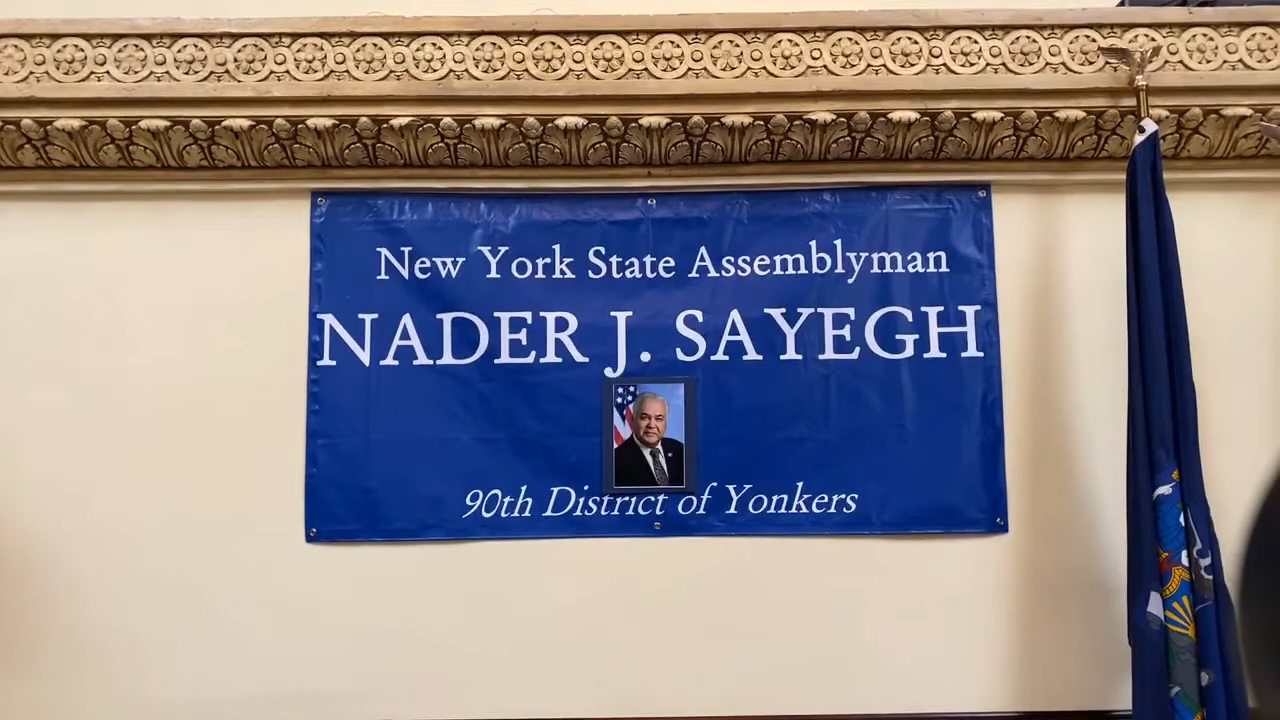 New York State Assemblyman
NADER J. SAYEGH
90th District of Yonkers